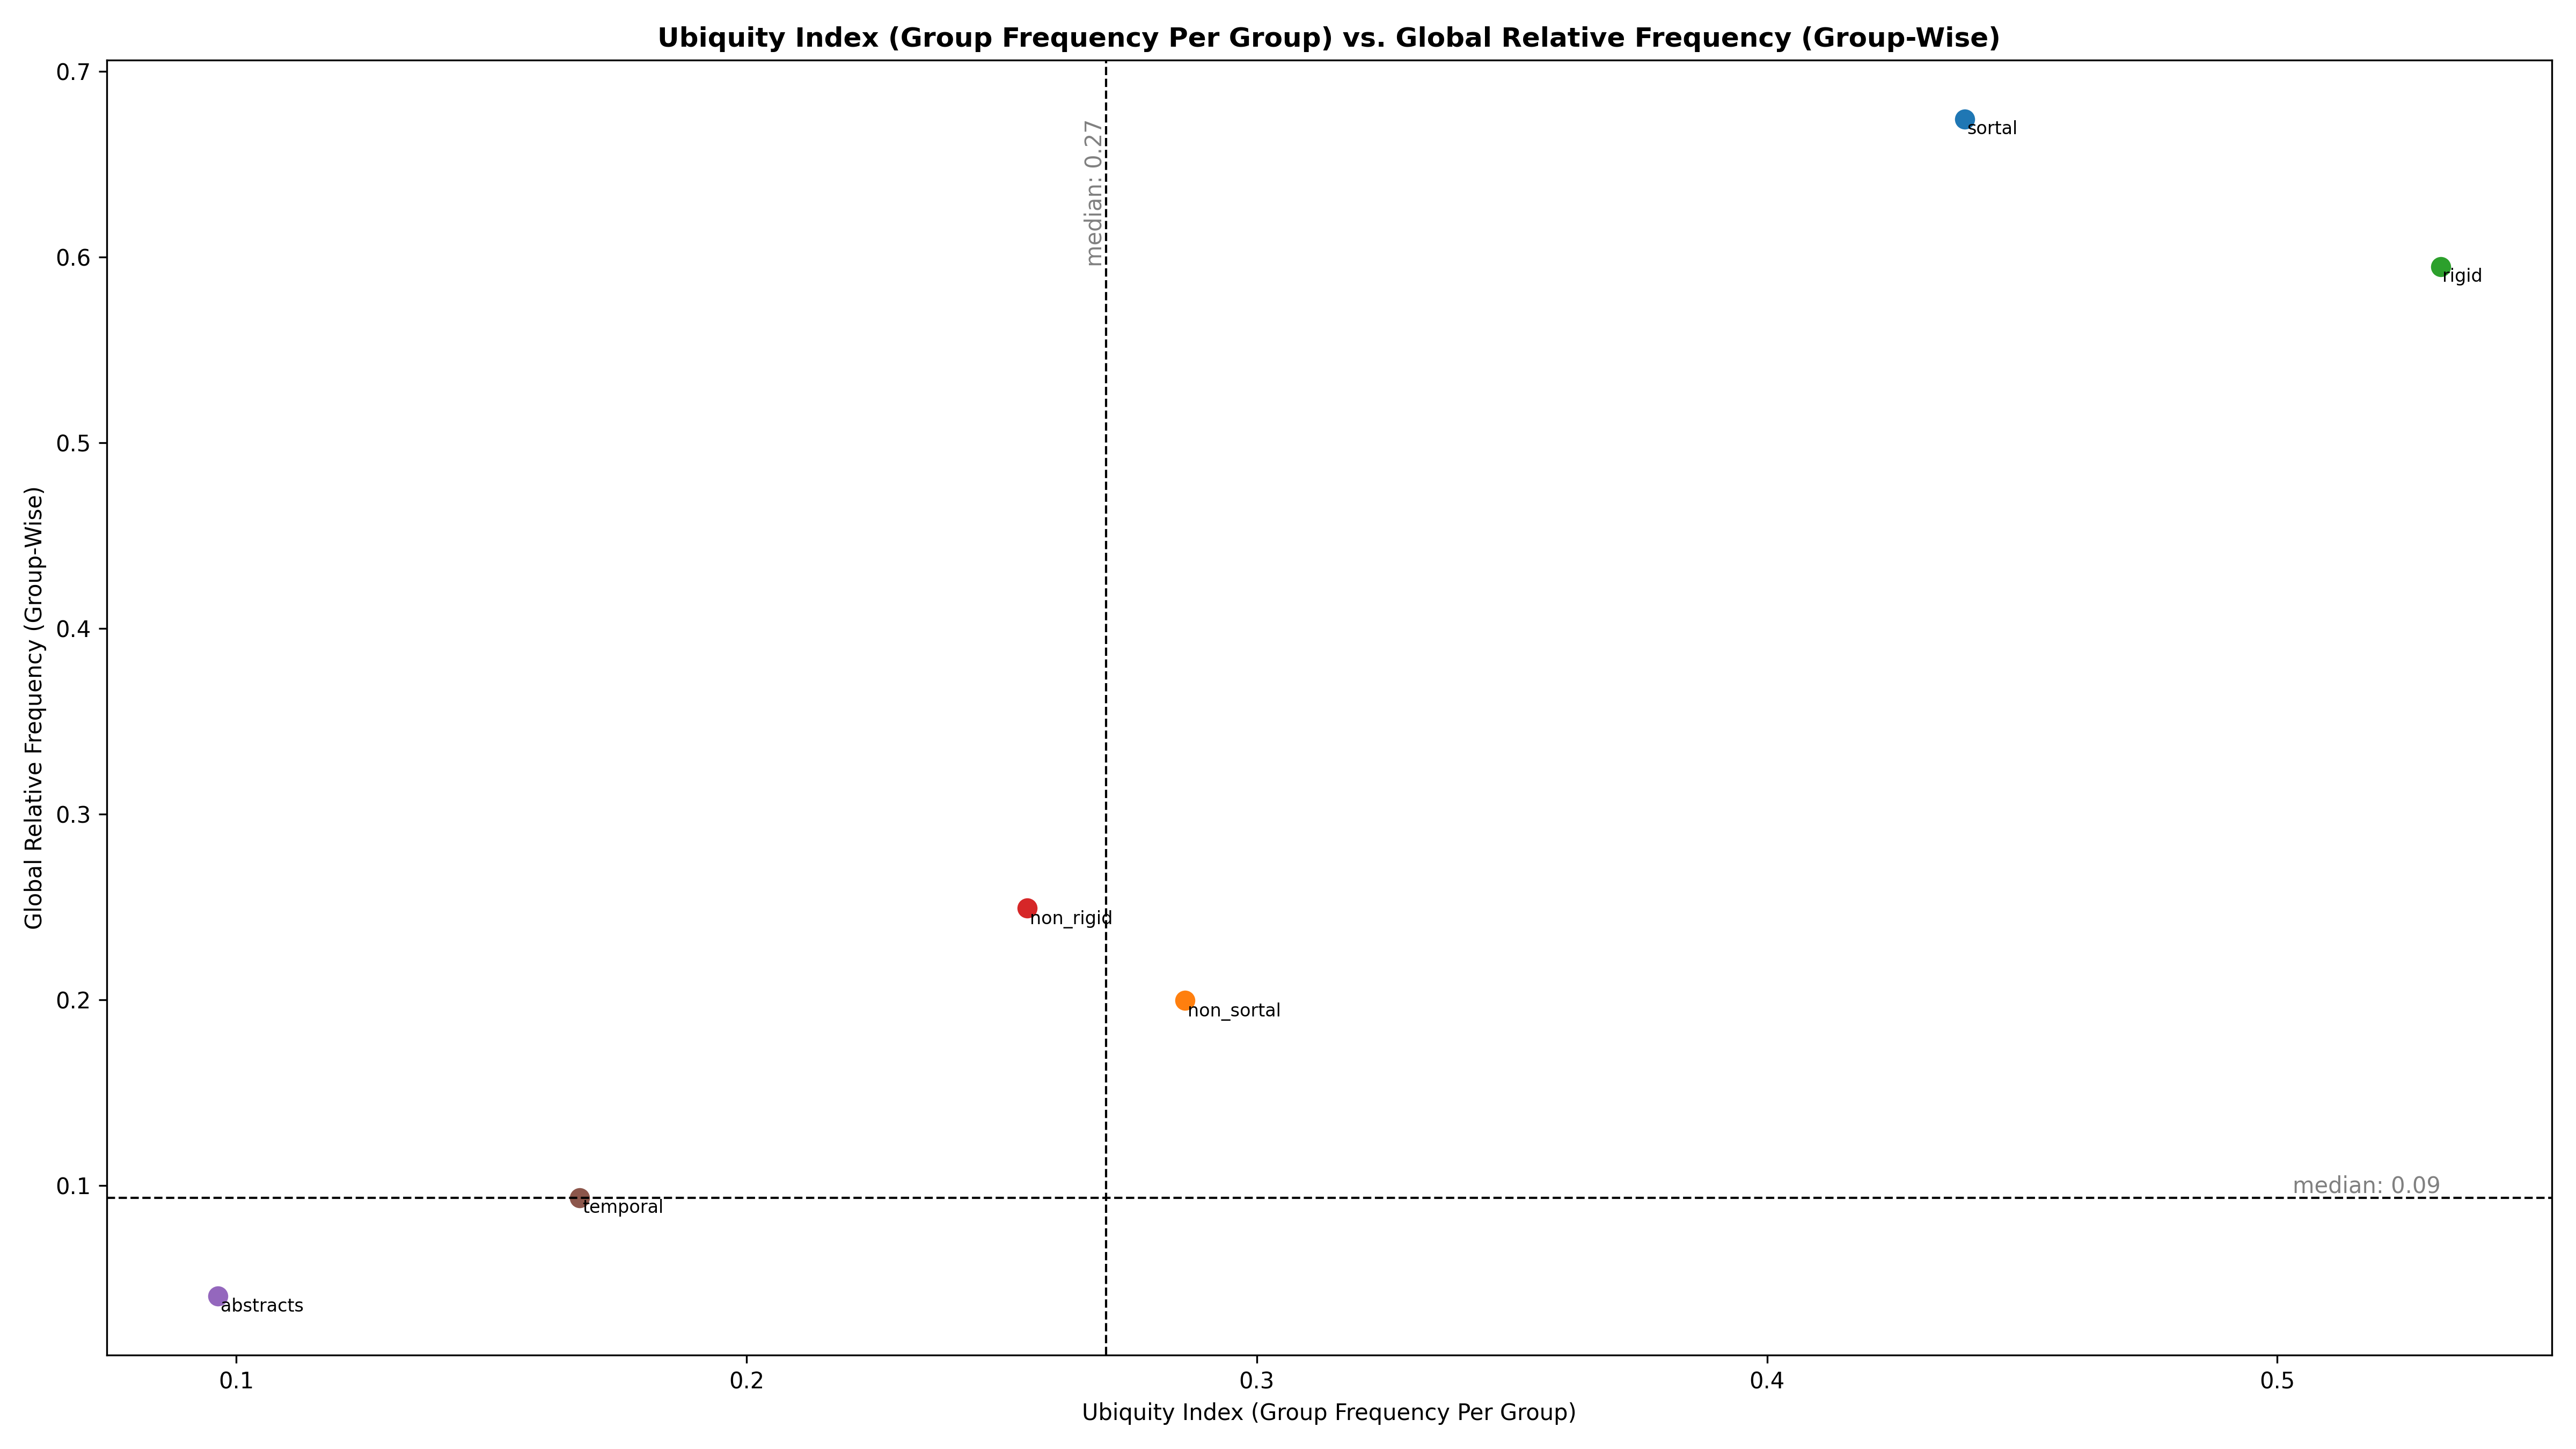 Ubiquity Index (Group Frequency Per Group) vs. Global Relative Frequency (Group-Wise)
0.7
0.6
0.5
0.4
0.3
0.2
0.1
Global Relative Frequency (Group-Wise)
median: 0.27
sortal
rigid
non_rigid
non_sortal
median: 0.09
temporal
abstracts
0.1
0.2
0.3
0.4
0.5
Ubiquity Index (Group Frequency Per Group)